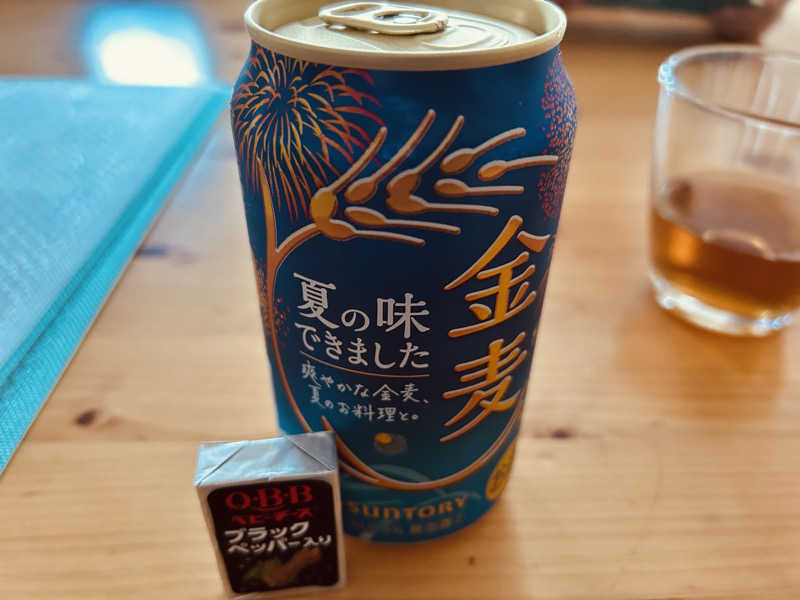 金麦
夏の味
できました
爽やかな金麦、
夏のお料理と。
SUNTORY
Q・B・B
ベビーチーズ
ブラック
ペッパー入り